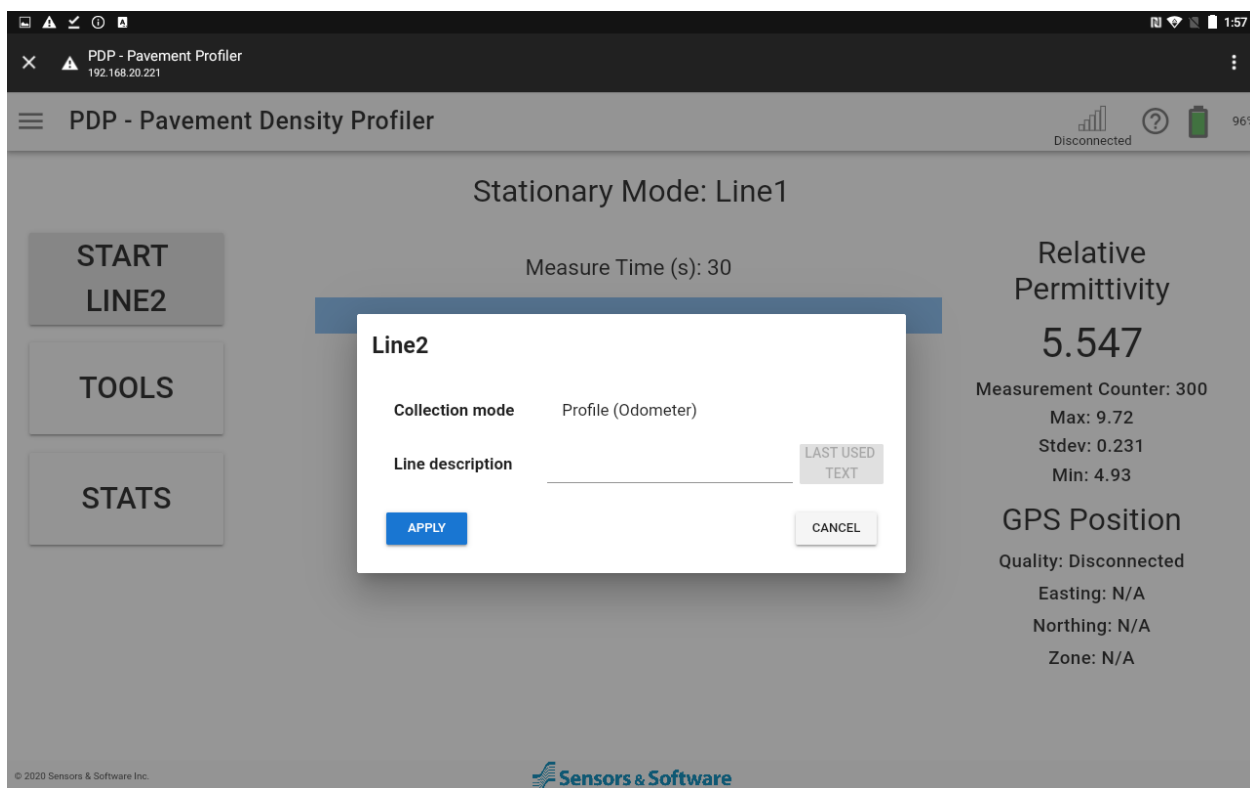 1:57
PDP - Pavement Profiler
192.168.20.221
PDP - Pavement Density Profiler
Disconnected
96%
Stationary Mode: Line1
START
LINE2
TOOLS
STATS
Measure Time (s): 30
Line2
Collection mode Profile (Odometer)
Line description
LAST USED
TEXT
APPLY
CANCEL
Relative
Permittivity
5.547
Measurement Counter: 300
Max: 9.72
Stdev: 0.231
Min: 4.93
GPS Position
Quality: Disconnected
Easting: N/A
Northing: N/A
Zone: N/A
© 2020 Sensors & Software Inc.
Sensors & Software